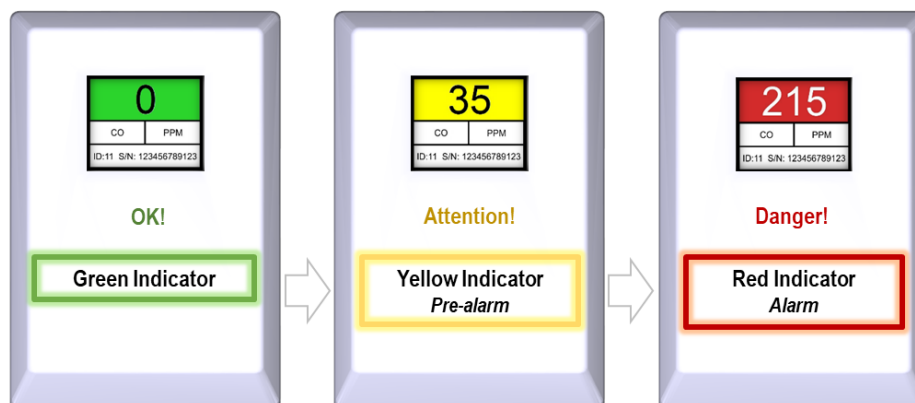 0
CO PPM
ID:11 S/N: 123456789123
OK!
Green Indicator
35
CO PPM
ID:11 S/N: 123456789123
Attention!
Yellow Indicator
Pre-alarm
215
CO PPM
ID:11 S/N: 123456789123
Danger!
Red Indicator
Alarm